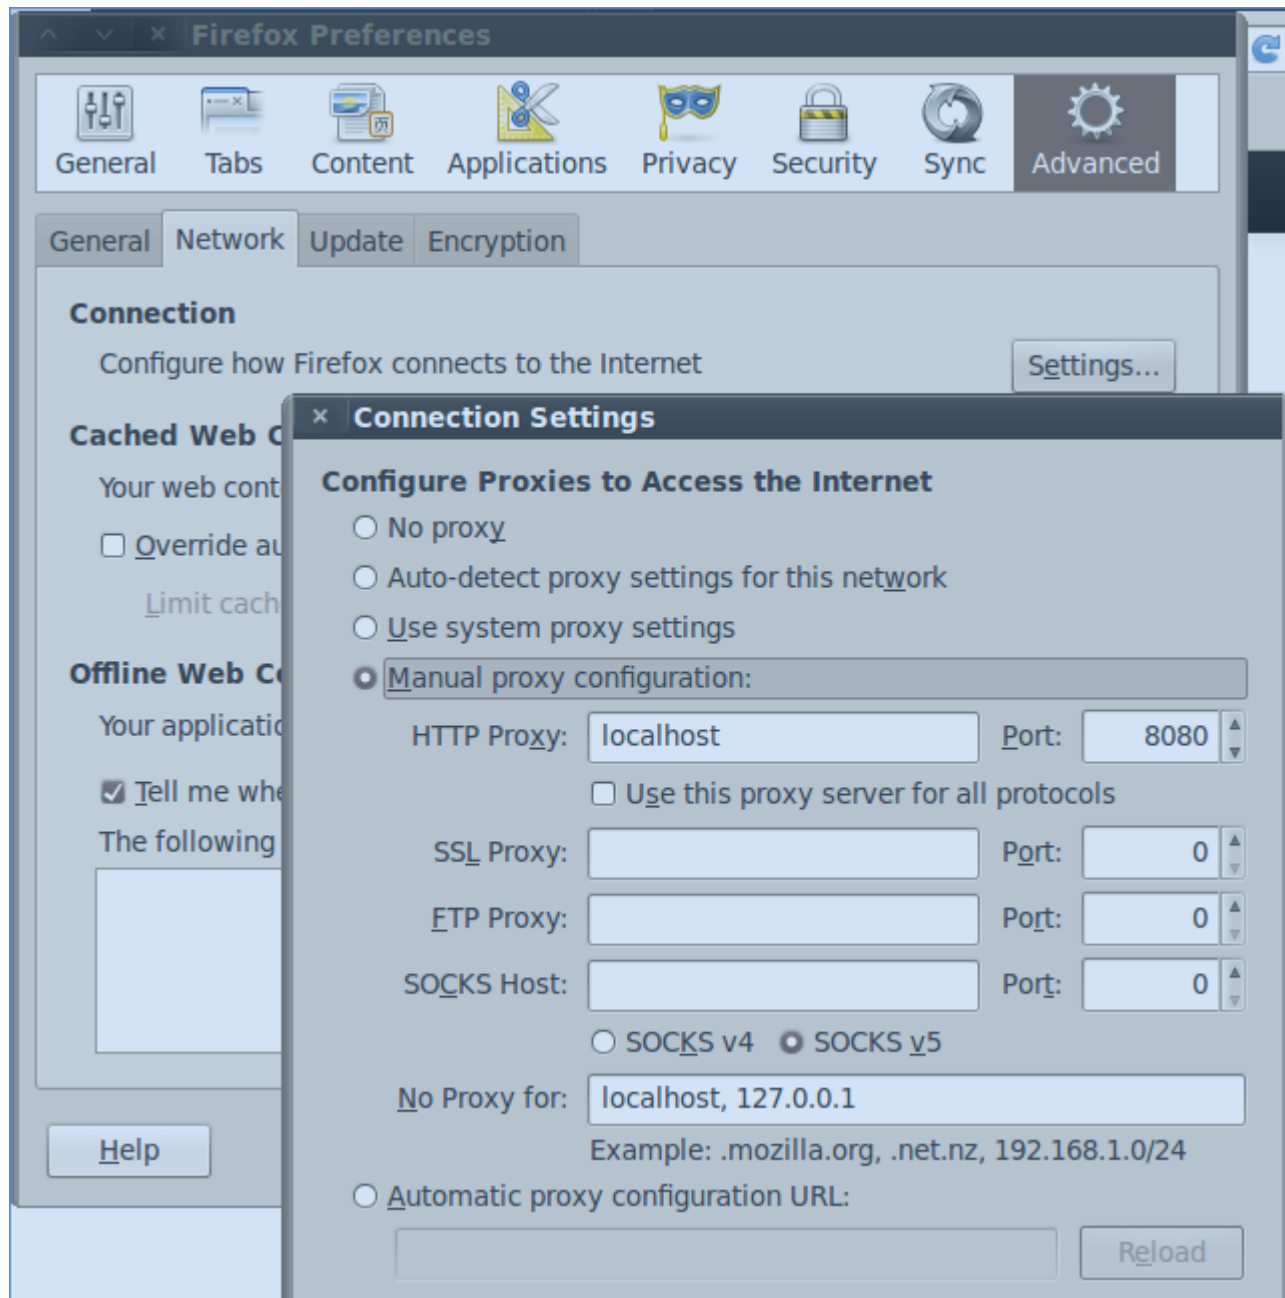 Firefox Preferences
General Tabs Content Applications Privacy Security Sync Advanced
General Network Update Encryption
Connection
Configure how Firefox connects to the Internet Settings...
Connection Settings
Cached Web C
Your web cont
Override au
Limit cach
Offline Web Co
Your applicatio
Tell me whe
The following
Help
Configure Proxies to Access the Internet
No proxy
Auto-detect proxy settings for this network
Use system proxy settings
Manual proxy configuration:
HTTP Proxy: localhost Port: 8080
Use this proxy server for all protocols
SSL Proxy: Port: 0
FTP Proxy: Port: 0
SOCKS Host: Port: 0
SOCKS v4 SOCKS v5
No Proxy for: localhost, 127.0.0.1
Example: .mozilla.org, .net.nz, 192.168.1.0/24
Automatic proxy configuration URL:
Reload